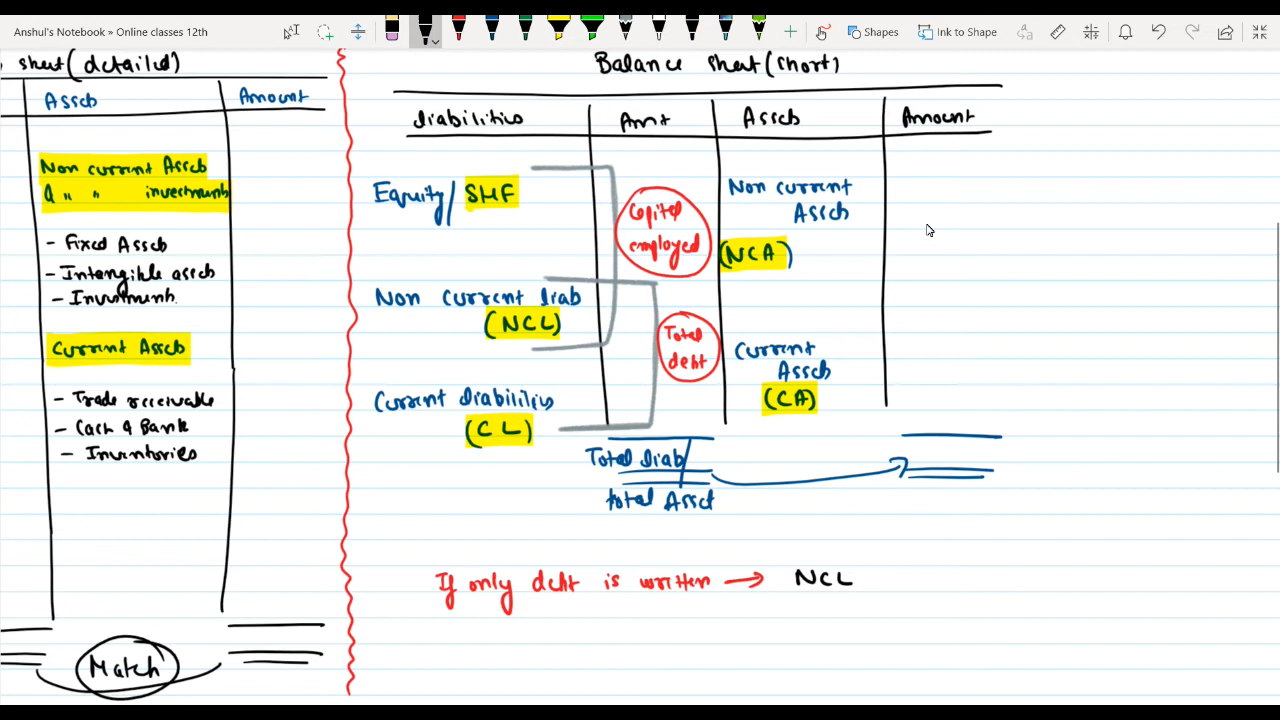 Anshul's Notebook » Online classes 12th
Shapes
Ink to Shape
sheet (detailed)
Assets
Amount
Non current Assets
& " " investments
- Fixed Assets
- Intangible assets
- Investments.
Current Assets
- Trade receivable
- Cash & Bank
- Inventories
Match
Balance sheet (short)
Liabilities
Amt
Assets
Amount
Equity/ SHF
Capital
employed
Non current
Assets
(NCA)
Non current Liab
(NCL)
Total
debt
Current
Assets
(CA)
Current Liabilities
(CL)
Total Liab/
total Asset
If only debt is written → NCL